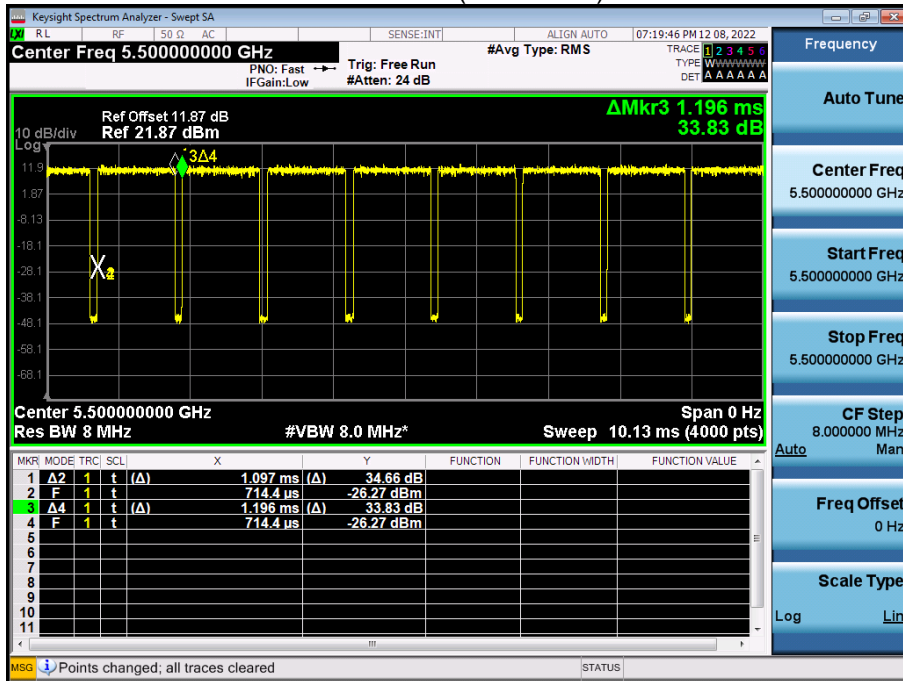 Keysight Spectrum Analyzer - Swept SA
LXI RL RF 50 Ω AC SENSE:INT ALIGN AUTO 07:19:46 PM 12 08, 2022
Center Freq 5.500000000 GHz #Avg Type: RMS TRACE 1 2 3 4 5 6
PNO: Fast Trig: Free Run TYPE WWWWWW
IFGain:Low #Atten: 24 dB DET A A A A A A
Frequency
Ref Offset 11.87 dB ΔMkr3 1.196 ms
10 dB/div Ref 21.87 dBm 33.83 dB
Log
3Δ4
11.9
1.87
-8.13
-18.1
-28.1
2
-38.1
-48.1
-58.1
-68.1
Center 5.500000000 GHz Span 0 Hz
Res BW 8 MHz #VBW 8.0 MHz* Sweep 10.13 ms (4000 pts)
MKR MODE TRC SCL X Y FUNCTION FUNCTION WIDTH FUNCTION VALUE
1 Δ2 1 t (Δ) 1.097 ms (Δ) 34.66 dB
2 F 1 t 714.4 µs -26.27 dBm
3 Δ4 1 t (Δ) 1.196 ms (Δ) 33.83 dB
4 F 1 t 714.4 µs -26.27 dBm
5
6
7
8
9
10
11
MSG Points changed; all traces cleared STATUS
Auto Tune
Center Freq
5.500000000 GHz
Start Freq
5.500000000 GHz
Stop Freq
5.500000000 GHz
CF Step
8.000000 MHz
Auto Man
Freq Offset
0 Hz
Scale Type
Log Lin